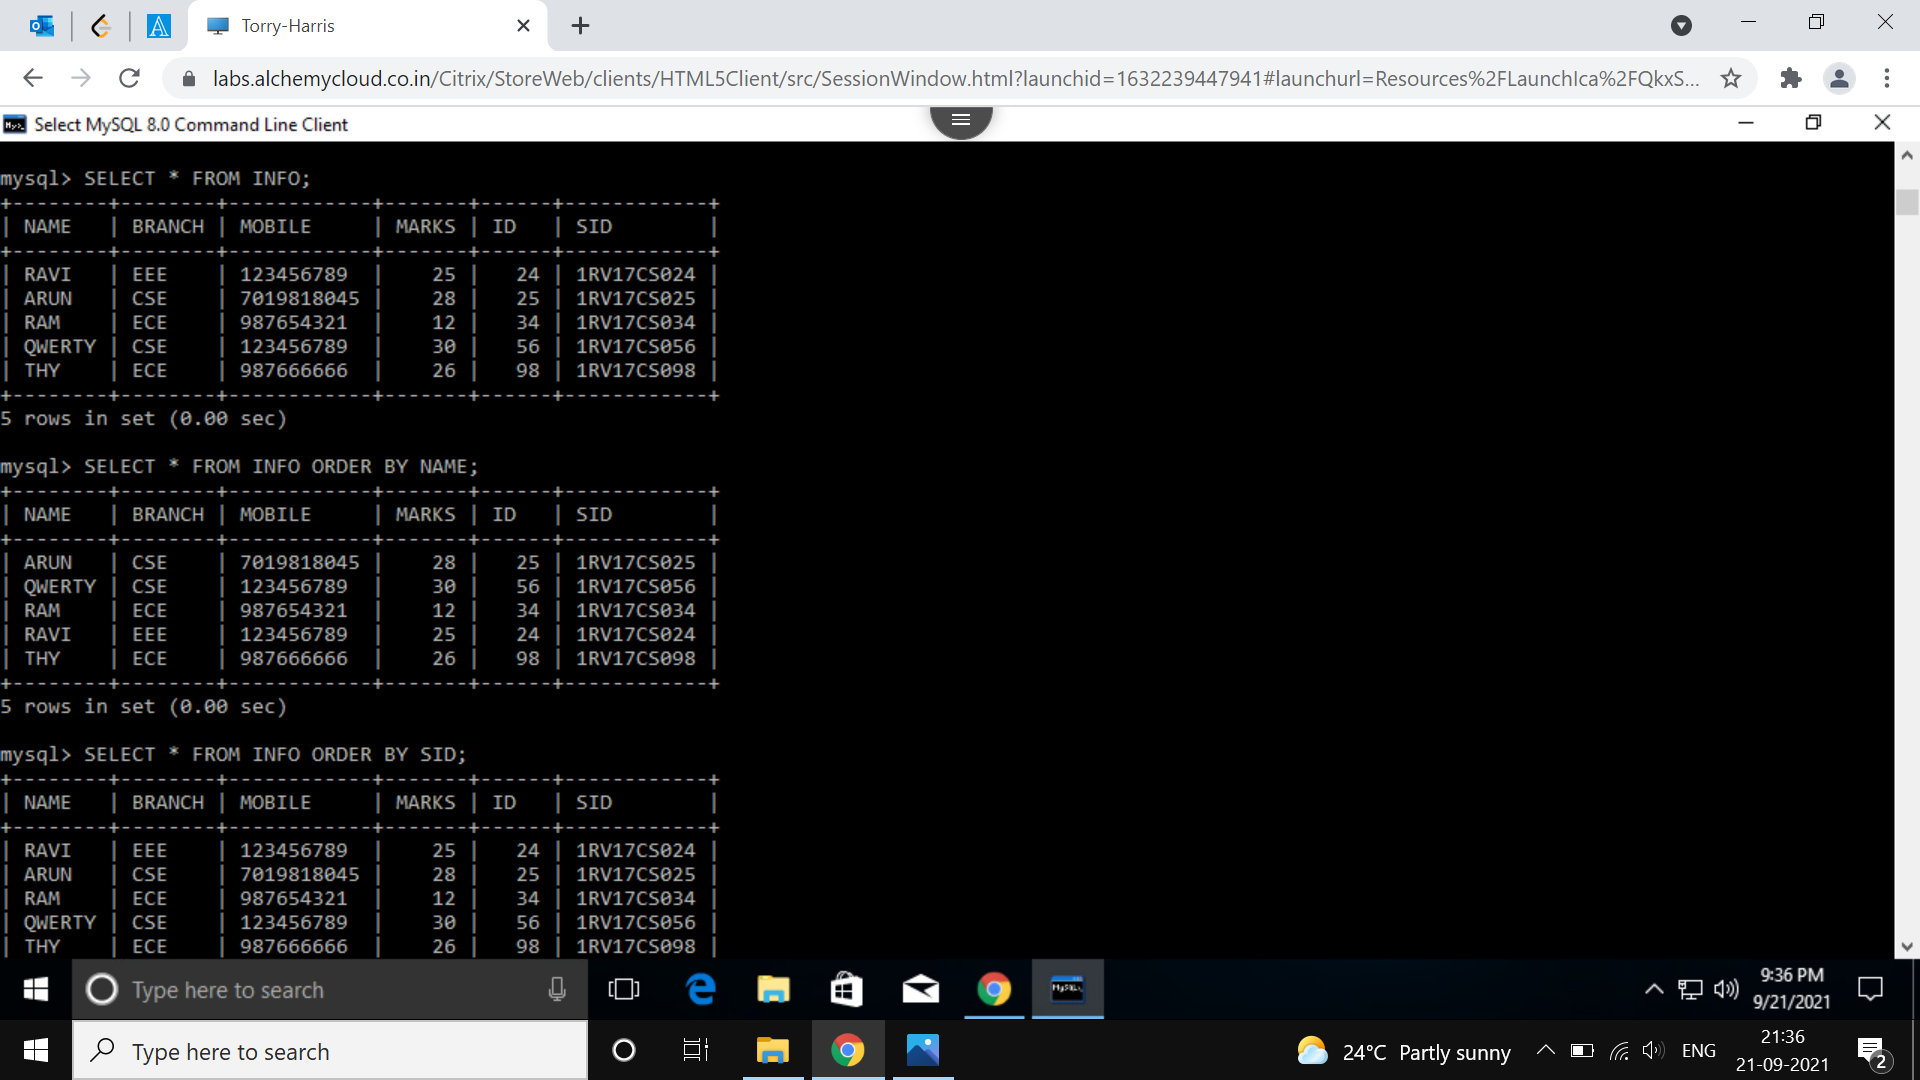 Torry-Harris
labs.alchemycloud.co.in/Citrix/StoreWeb/clients/HTML5Client/src/SessionWindow.html?launchid=1632239447941#launchurl=Resources%2FLaunchIca%2FQkxS...
Select MySQL 8.0 Command Line Client
mysql> SELECT * FROM INFO;
+--------+--------+------------+-------+------+------------+
| NAME   | BRANCH | MOBILE     | MARKS | ID   | SID        |
+--------+--------+------------+-------+------+------------+
| RAVI   | EEE    | 123456789  |    25 |   24 | 1RV17CS024 |
| ARUN   | CSE    | 7019818045 |    28 |   25 | 1RV17CS025 |
| RAM    | ECE    | 987654321  |    12 |   34 | 1RV17CS034 |
| QWERTY | CSE    | 123456789  |    30 |   56 | 1RV17CS056 |
| THY    | ECE    | 987666666  |    26 |   98 | 1RV17CS098 |
+--------+--------+------------+-------+------+------------+
5 rows in set (0.00 sec)
mysql> SELECT * FROM INFO ORDER BY NAME;
+--------+--------+------------+-------+------+------------+
| NAME   | BRANCH | MOBILE     | MARKS | ID   | SID        |
+--------+--------+------------+-------+------+------------+
| ARUN   | CSE    | 7019818045 |    28 |   25 | 1RV17CS025 |
| QWERTY | CSE    | 123456789  |    30 |   56 | 1RV17CS056 |
| RAM    | ECE    | 987654321  |    12 |   34 | 1RV17CS034 |
| RAVI   | EEE    | 123456789  |    25 |   24 | 1RV17CS024 |
| THY    | ECE    | 987666666  |    26 |   98 | 1RV17CS098 |
+--------+--------+------------+-------+------+------------+
5 rows in set (0.00 sec)
mysql> SELECT * FROM INFO ORDER BY SID;
+--------+--------+------------+-------+------+------------+
| NAME   | BRANCH | MOBILE     | MARKS | ID   | SID        |
+--------+--------+------------+-------+------+------------+
| RAVI   | EEE    | 123456789  |    25 |   24 | 1RV17CS024 |
| ARUN   | CSE    | 7019818045 |    28 |   25 | 1RV17CS025 |
| RAM    | ECE    | 987654321  |    12 |   34 | 1RV17CS034 |
| QWERTY | CSE    | 123456789  |    30 |   56 | 1RV17CS056 |
| THY    | ECE    | 987666666  |    26 |   98 | 1RV17CS098 |
Type here to search
9:36 PM
9/21/2021
Type here to search
24°C Partly sunny
ENG
21:36
21-09-2021
2